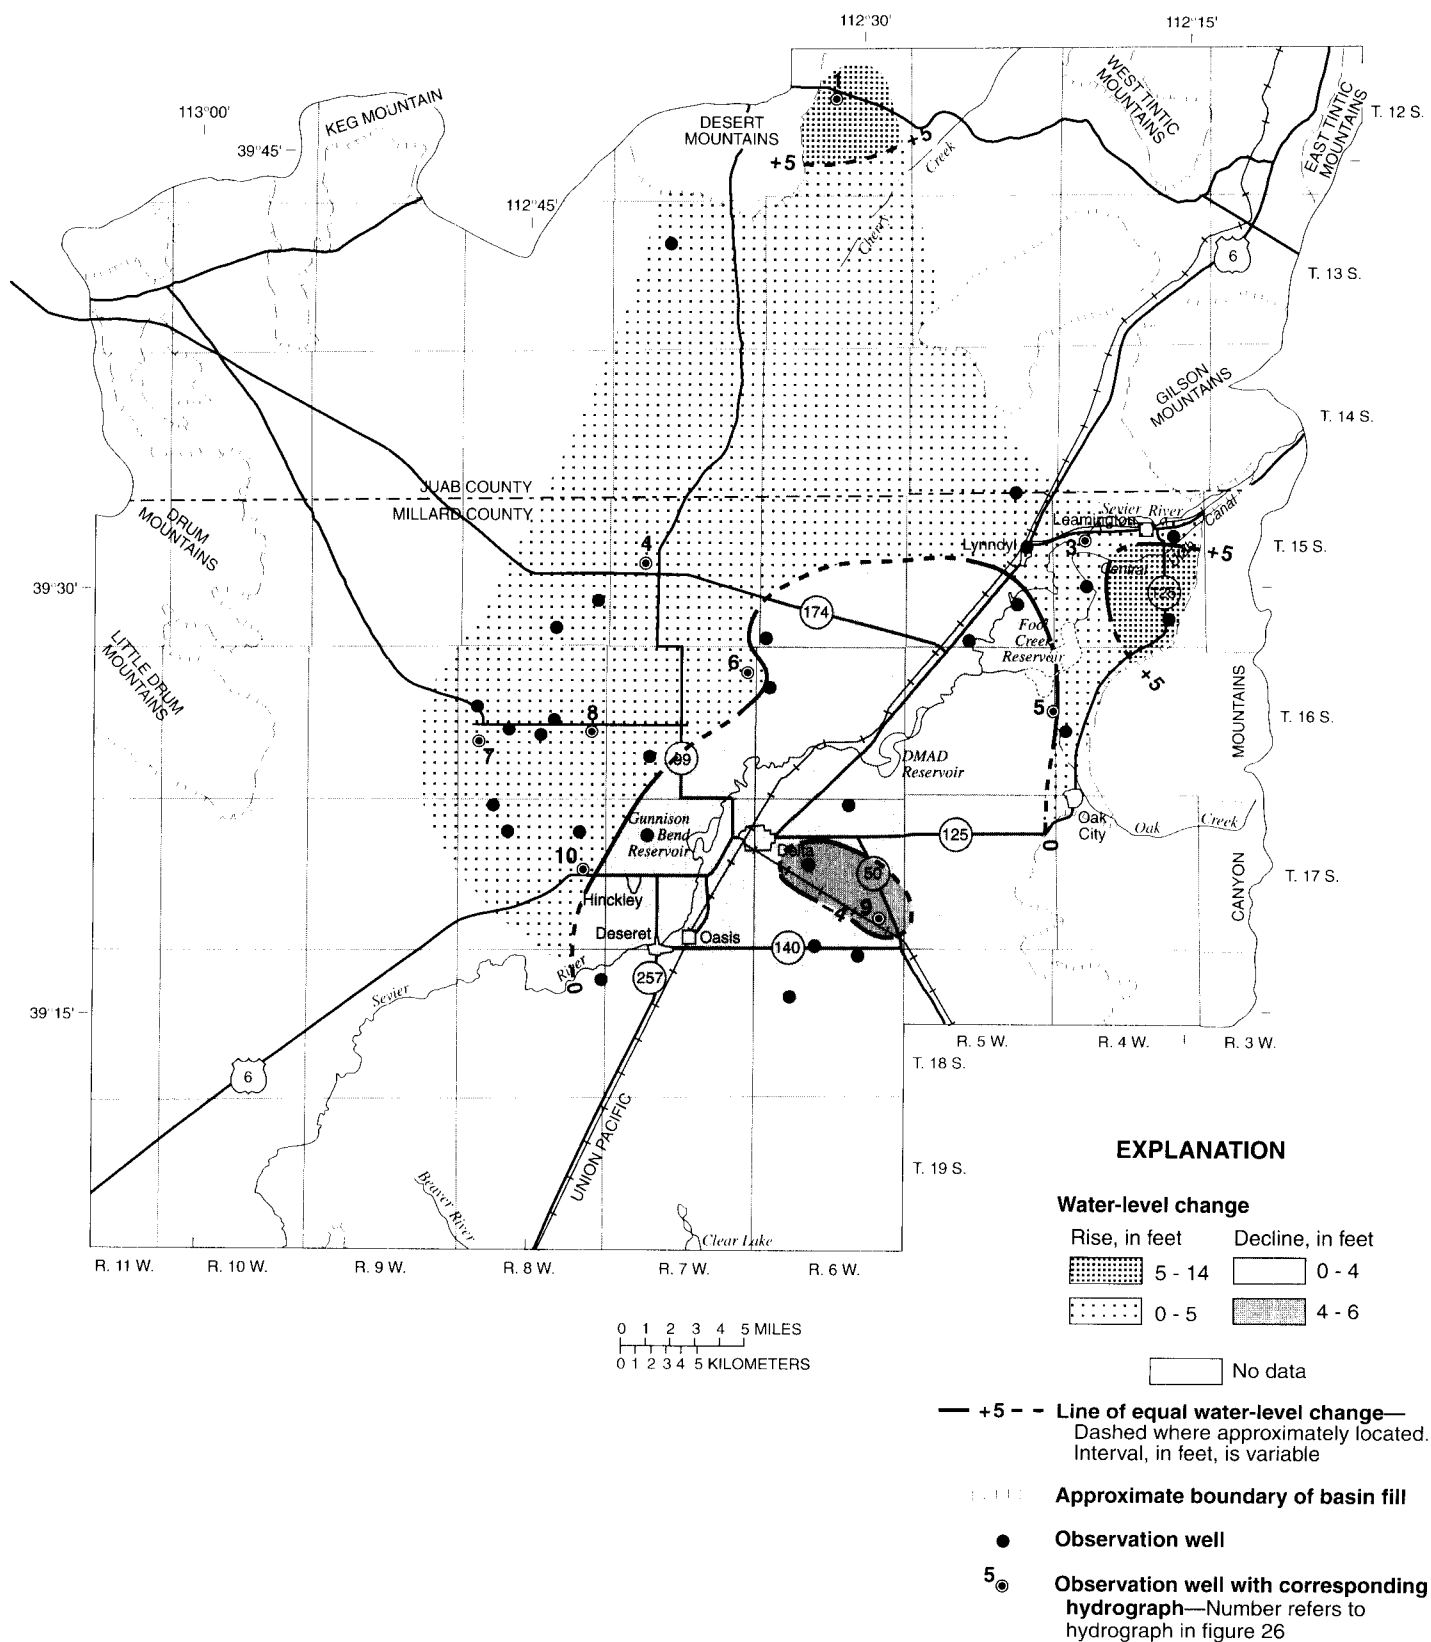 112°30'
112°15'
113°00'
KEG MOUNTAIN
39°45'
112°45'
DESERT
MOUNTAINS
1
+5
+5
Cherry
Creek
WEST TINTIC
MOUNTAINS
EAST TINTIC
MOUNTAINS
T. 12 S.
6
T. 13 S.
GILSON
MOUNTAINS
T. 14 S.
JUAB COUNTY
MILLARD COUNTY
DRUM
MOUNTAINS
Sevier River
Canal
Leamington
3
Lynndyl
Central
+5
T. 15 S.
4
39°30'
174
125
LITTLE DRUM
MOUNTAINS
Fool
Creek
Reservoir
6
+5
5
MOUNTAINS
T. 16 S.
8
7
99
DMAD
Reservoir
Gunnison
Bend
Reservoir
Delta
125
Oak
City
Oak
Creek
0
10
50
CANYON
T. 17 S.
Hinckley
-4
9
Deseret
Oasis
140
River
0
257
Sevier
39°15'
R. 5 W.
R. 4 W.
R. 3 W.
T. 18 S.
6
UNION PACIFIC
T. 19 S.
Beaver River
Clear Lake
R. 11 W.
R. 10 W.
R. 9 W.
R. 8 W.
R. 7 W.
R. 6 W.
0 1 2 3 4 5 MILES
0 1 2 3 4 5 KILOMETERS
EXPLANATION
Water-level change
Rise, in feet
Decline, in feet
5 - 14
0 - 4
0 - 5
4 - 6
No data
+5
Line of equal water-level change—
Dashed where approximately located.
Interval, in feet, is variable
Approximate boundary of basin fill
Observation well
5
Observation well with corresponding
hydrograph—Number refers to
hydrograph in figure 26